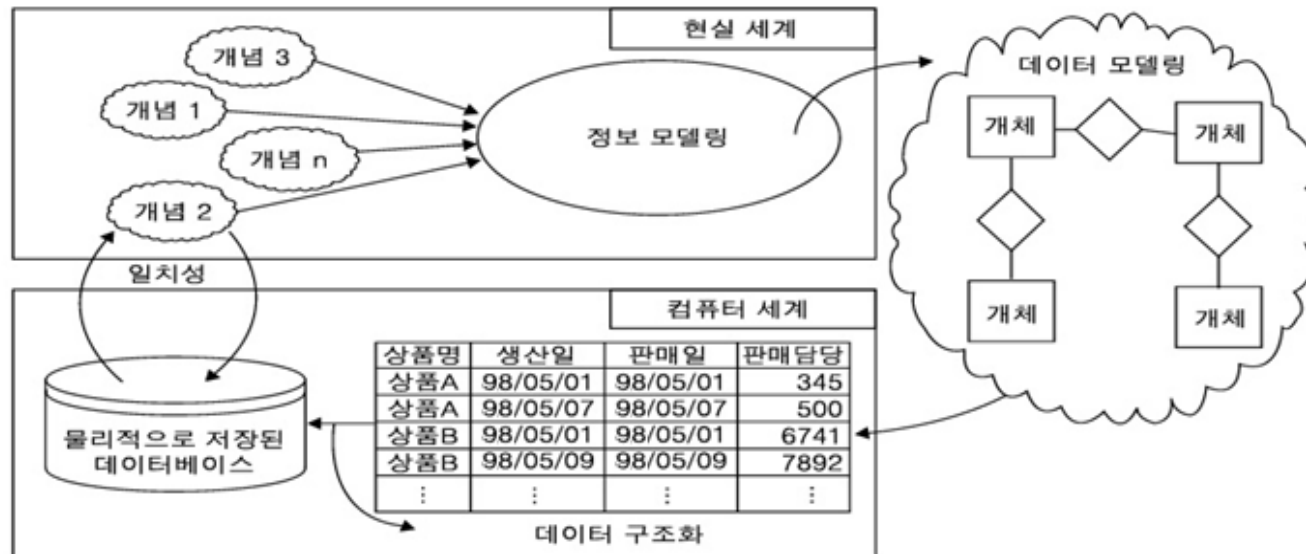 현실 세계
개념 3
개념 1
개념 n
개념 2
정보 모델링
데이터 모델링
개체
개체
개체
개체
일치성
컴퓨터 세계
상품명 생산일 판매일 판매담당
상품A 98/05/01 98/05/01 345
상품A 98/05/07 98/05/07 500
상품B 98/05/01 98/05/01 6741
상품B 98/05/09 98/05/09 7892
⋮ ⋮ ⋮ ⋮
물리적으로 저장된
데이터베이스
데이터 구조화